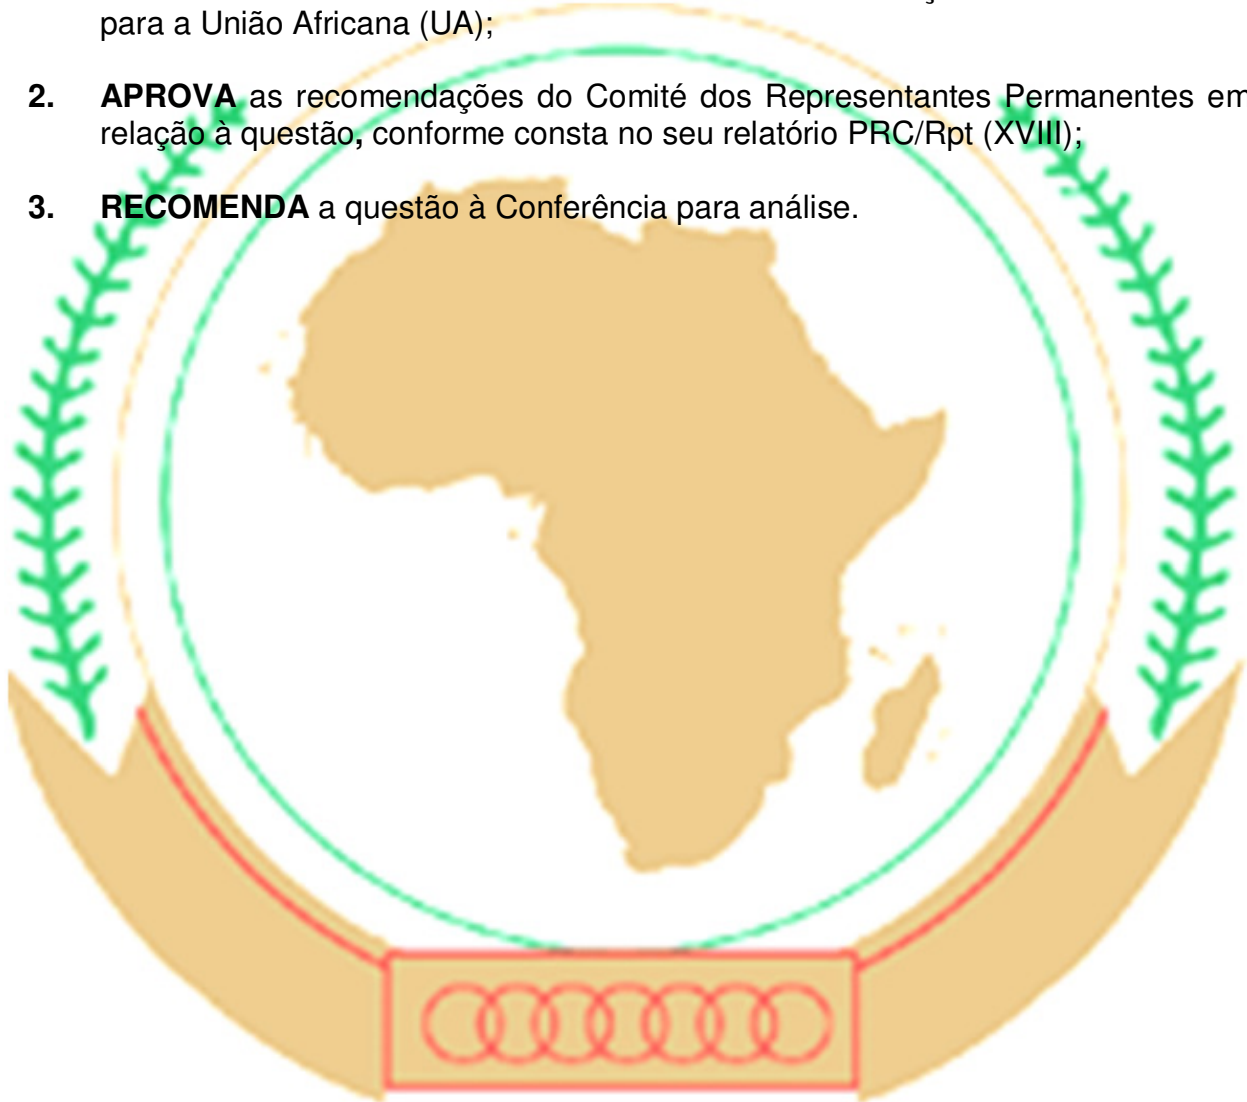 para a União Africana (UA);
2. APROVA as recomendações do Comité dos Representantes Permanentes em
relação à questão, conforme consta no seu relatório PRC/Rpt (XVIII);
3. RECOMENDA a questão à Conferência para análise.